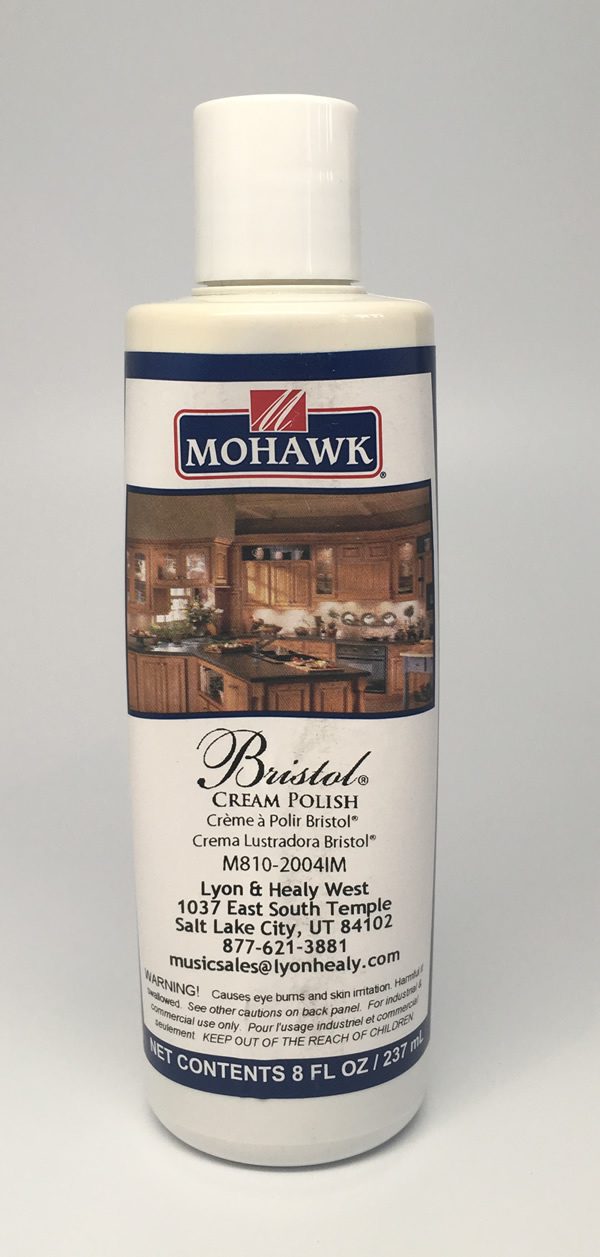 M
MOHAWK®
Bristol®
CREAM POLISH
Crème à Polir Bristol®
Crema Lustradora Bristol®
M810-2004IM
Lyon & Healy West
1037 East South Temple
Salt Lake City, UT 84102
877-621-3881
musicsales@lyonhealy.com
WARNING! Causes eye burns and skin irritation. Harmful if
swallowed. See other cautions on back panel. For industrial &
commercial use only. Pour l'usage industriel et commercial
seulement. KEEP OUT OF THE REACH OF CHILDREN.
NET CONTENTS 8 FL OZ / 237 mL